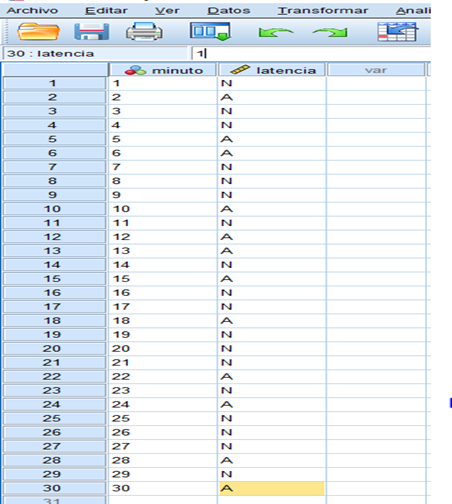 Archivo Editar Ver Datos Transformar Anali
30 : latencia 1
minuto latencia var
1 1 N
2 2 A
3 3 N
4 4 N
5 5 A
6 6 A
7 7 N
8 8 N
9 9 N
10 10 A
11 11 N
12 12 A
13 13 A
14 14 N
15 15 A
16 16 N
17 17 N
18 18 A
19 19 N
20 20 N
21 21 N
22 22 A
23 23 N
24 24 A
25 25 N
26 26 N
27 27 N
28 28 A
29 29 N
30 30 A
31